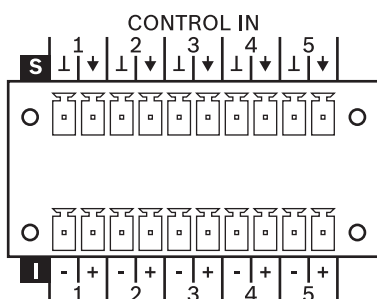 CONTROL IN
1 2 3 4 5
S ⊥ ▼ ⊥ ▼ ⊥ ▼ ⊥ ▼ ⊥ ▼
I - + - + - + - + - +
1 2 3 4 5